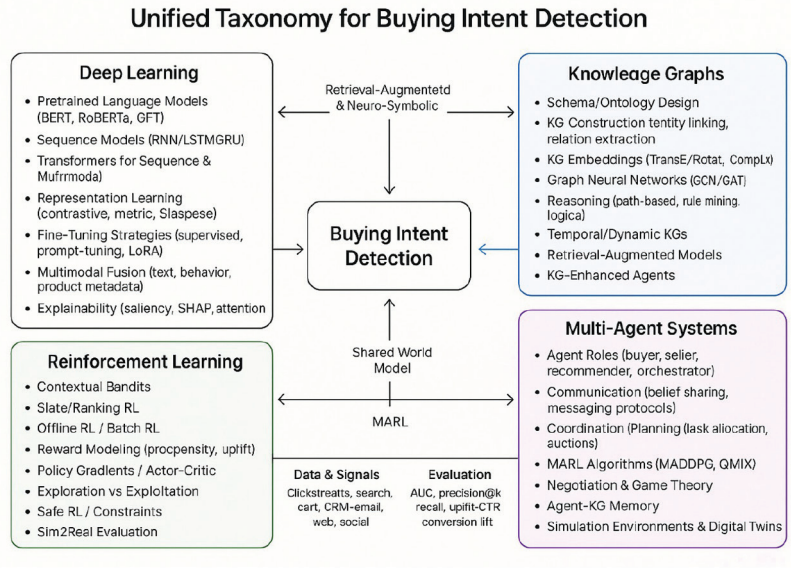 Unified Taxonomy for Buying Intent Detection
Deep Learning
• Pretrained Language Models
(BERT, RoBERTa, GFT)
• Sequence Models (RNN/LSTMGRU)
• Transformers for Sequence &
Mufrrmoda)
• Representation Learning
(contrastive, metric, Slaspese)
• Fine-Tuning Strategies (supervised,
prompt-tuning, LoRA)
• Multimodal Fusion (text, behavior,
product metadata)
• Explainability (saliency, SHAP, attention
Retrieval-Augmentetd
& Neuro-Symbolic
Buying Intent
Detection
Knowleage Graphs
• Schema/Ontology Design
• KG Construction tentity linking,
relation extraction)
• KG Embeddings (TransE/Rotat, CompLx)
• Graph Neural Networks (GCN/GAT)
• Reasoning (path-based, rule mining.
logica)
• Temporal/Dynamic KGs
• Retrieval-Augmented Models
• KG-Enhanced Agents
Reinforcement Learning
• Contextual Bandits
• Slate/Ranking RL
• Offline RL / Batch RL
• Reward Modeling (procpensity, uplift)
• Policy Gradlents / Actor-Critic
• Exploration vs Exploltation
• Safe RL / Constraints
• Sim2Real Evaluation
Shared World
Model
MARL
Data & Signals
Clickstreatts, search,
cart, CRM-email,
web, social
Evaluation
AUC, precision@k
recall, upifit-CTR
conversion lift
Multi-Agent Systems
• Agent Roles (buyer, selier,
recommender, orchestrator)
• Communication (belief sharing,
messaging protocols)
• Coordination (Planning (lask allocation,
auctions)
• MARL Algorithms (MADDPG, QMIX)
• Negotiation & Game Theory
• Agent-KG Memory
• Simulation Environments & Digital Twins